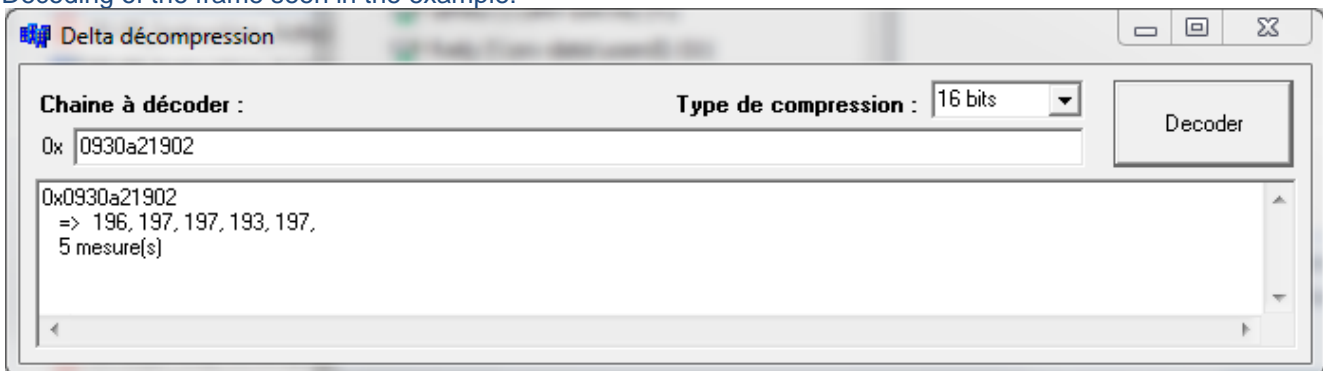 Decoding of the frame seen in the example:
Delta décompression
Chaine à décoder :
Type de compression : 16 bits
Decoder
0x 0930a21902
0x0930a21902
=> 196, 197, 197, 193, 197,
5 mesure(s)